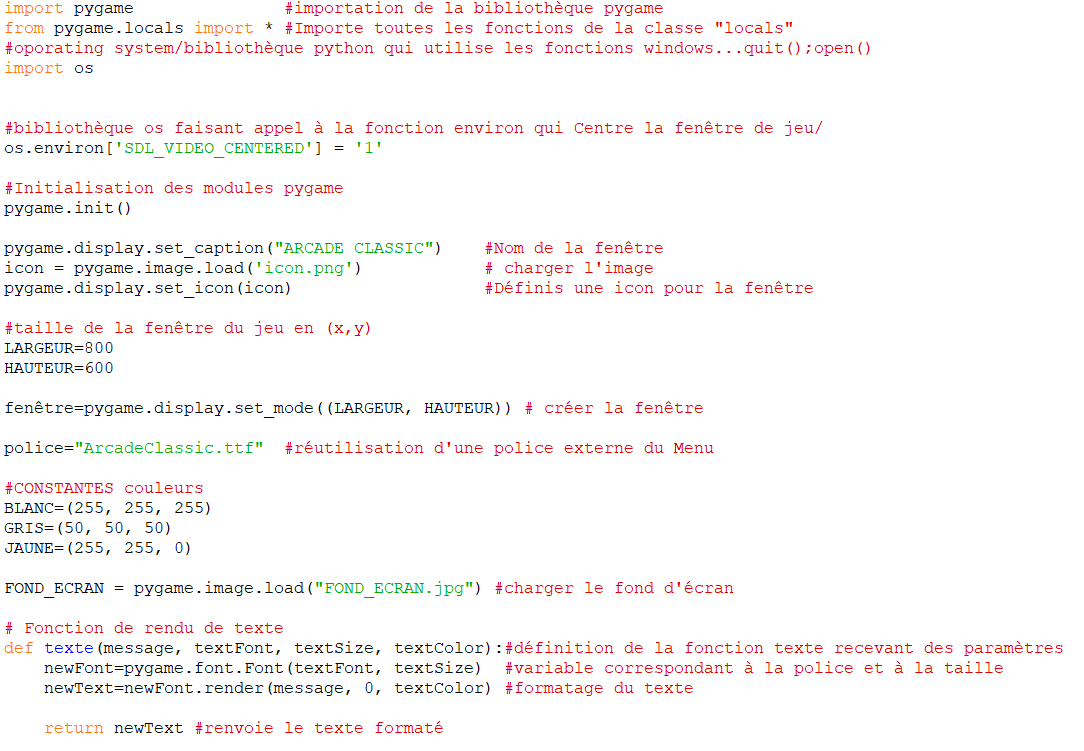 import pygame #importation de la bibliothèque pygame
from pygame.locals import * #Importe toutes les fonctions de la classe "locals"
#oporating system/bibliothèque python qui utilise les fonctions windows...quit();open()
import os
#bibliothèque os faisant appel à la fonction environ qui Centre la fenêtre de jeu/
os.environ['SDL_VIDEO_CENTERED'] = '1'
#Initialisation des modules pygame
pygame.init()
pygame.display.set_caption("ARCADE CLASSIC") #Nom de la fenêtre
icon = pygame.image.load('icon.png') # charger l'image
pygame.display.set_icon(icon) #Définis une icon pour la fenêtre
#taille de la fenêtre du jeu en (x,y)
LARGEUR=800
HAUTEUR=600
fenêtre=pygame.display.set_mode((LARGEUR, HAUTEUR)) # créer la fenêtre
police="ArcadeClassic.ttf" #réutilisation d'une police externe du Menu
#CONSTANTES couleurs
BLANC=(255, 255, 255)
GRIS=(50, 50, 50)
JAUNE=(255, 255, 0)
FOND_ECRAN = pygame.image.load("FOND_ECRAN.jpg") #charger le fond d'écran
# Fonction de rendu de texte
def texte(message, textFont, textSize, textColor):#définition de la fonction texte recevant des paramètres
    newFont=pygame.font.Font(textFont, textSize) #variable correspondant à la police et à la taille
    newText=newFont.render(message, 0, textColor) #formatage du texte
    return newText #renvoie le texte formaté